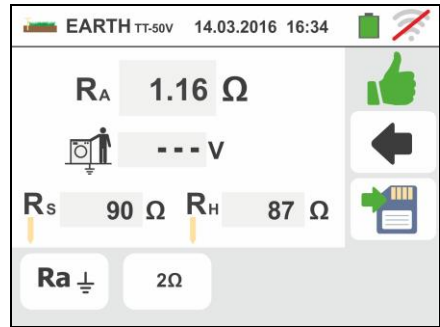 EARTH TT-50V 14.03.2016 16:34
RA 1.16 Ω
- - - V
Rs 90 Ω RH 87 Ω
Ra 2Ω